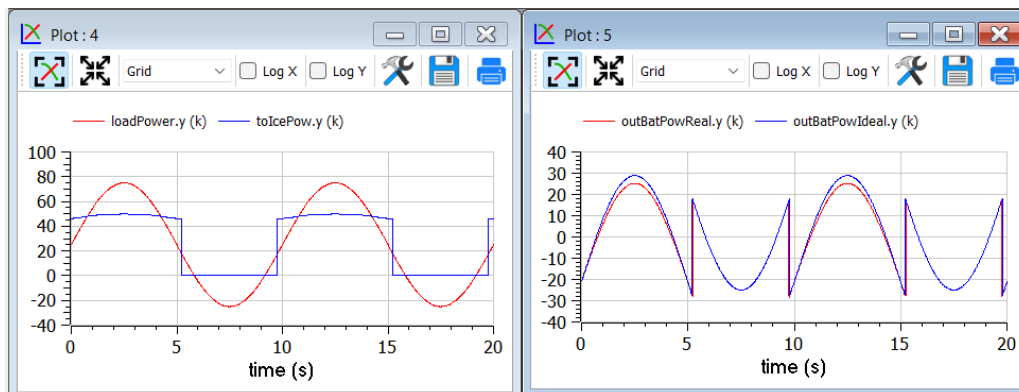 Plot : 4
Grid Log X Log Y
loadPower.y (k) toIcePow.y (k)
100
80
60
40
20
0
-20
-40
0 5 10 15 20
time (s)
Plot : 5
Grid Log X Log Y
outBatPowReal.y (k) outBatPowIdeal.y (k)
40
30
20
10
0
-10
-20
-30
-40
0 5 10 15 20
time (s)